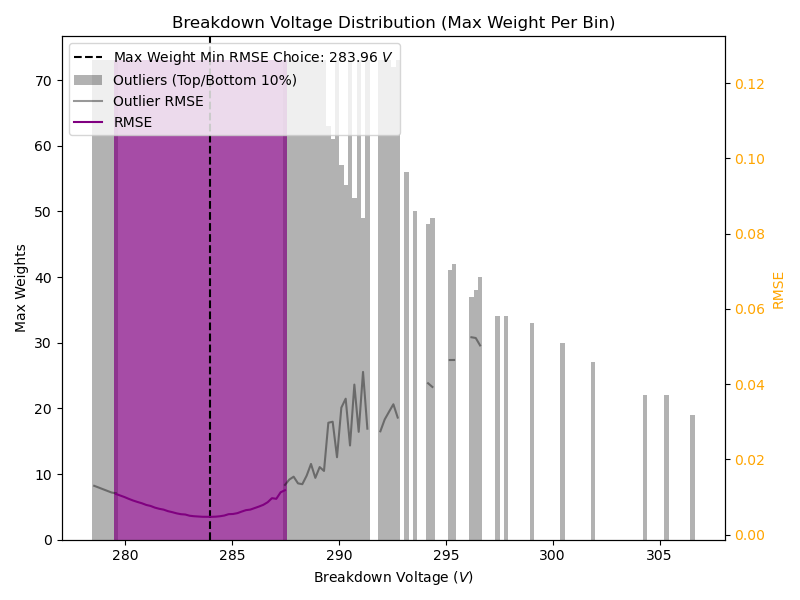 Breakdown Voltage Distribution (Max Weight Per Bin)
Max Weight Min RMSE Choice: 283.96 V
Outliers (Top/Bottom 10%)
Outlier RMSE
RMSE
Max Weights
70
60
50
40
30
20
10
0
0.12
0.10
0.08
0.06
0.04
0.02
0.00
RMSE
280 285 290 295 300 305
Breakdown Voltage (V)